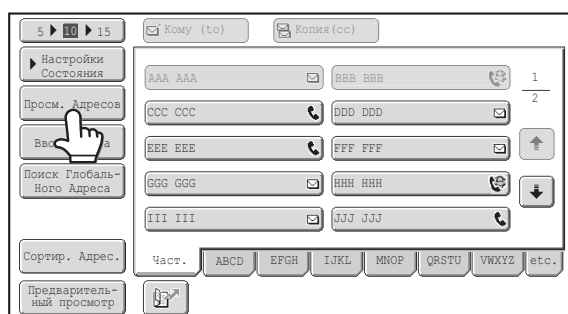 5 10 15
Кому (to)
Копия(cc)
Настройки
Состояния
Просм. Адресов
Поиск Глобаль-
Ного Адреса
Сортир. Адрес.
Предваритель-
ный просмотр
AAA AAA
BBB BBB
CCC CCC
DDD DDD
EEE EEE
FFF FFF
GGG GGG
HHH HHH
III III
JJJ JJJ
1
2
Част.
ABCD
EFGH
IJKL
MNOP
QRSTU
VWXYZ
etc.